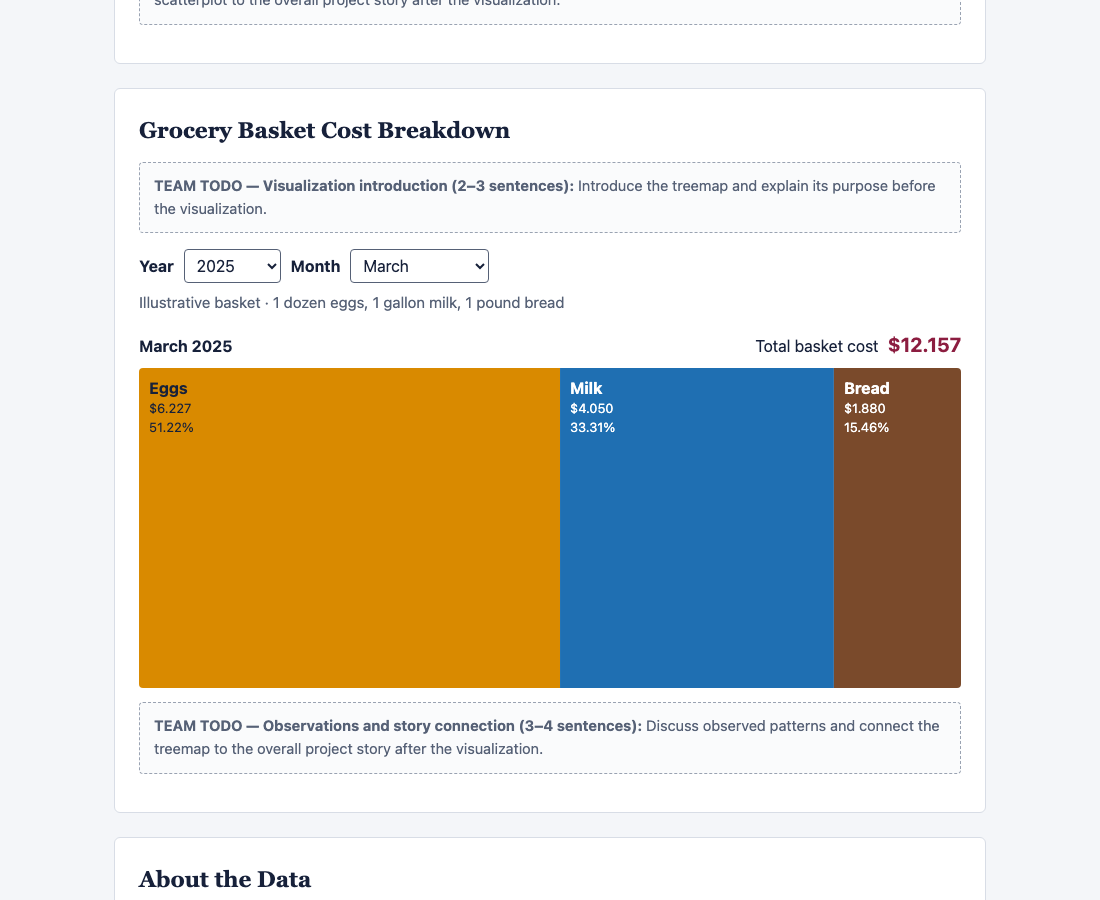 scatterplot to the overall project story after the visualization.
Grocery Basket Cost Breakdown
TEAM TODO — Visualization introduction (2–3 sentences): Introduce the treemap and explain its purpose before
the visualization.
Year 2025 Month March
Illustrative basket · 1 dozen eggs, 1 gallon milk, 1 pound bread
March 2025 Total basket cost $12.157
Eggs Milk Bread
$6.227 $4.050 $1.880
51.22% 33.31% 15.46%
TEAM TODO — Observations and story connection (3–4 sentences): Discuss observed patterns and connect the
treemap to the overall project story after the visualization.
About the Data